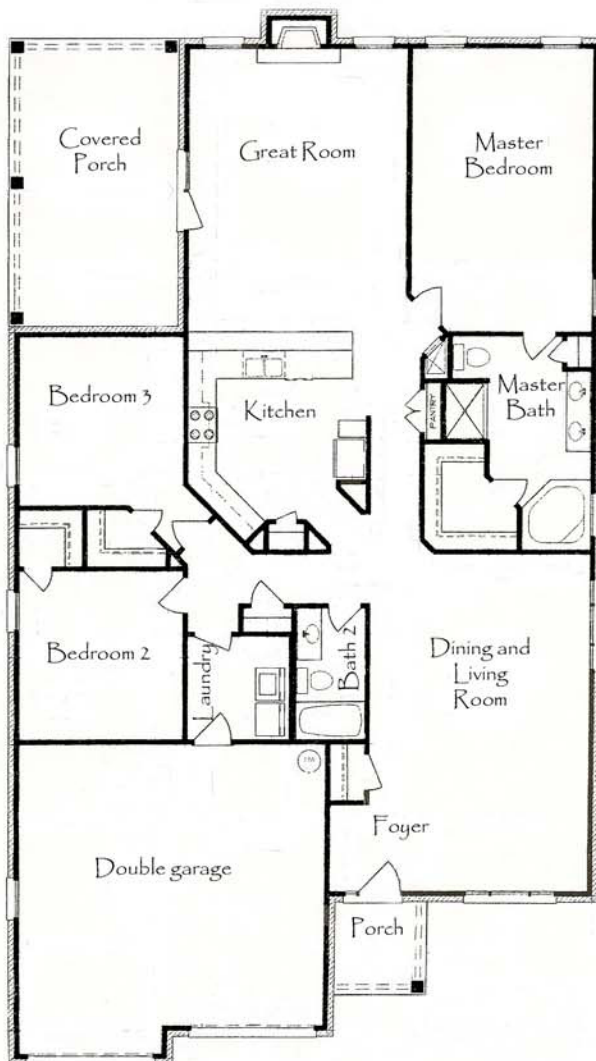 Covered
Porch
Great Room
Master
Bedroom
Bedroom 3
Kitchen
PANTRY
Master
Bath
Bedroom 2
Laundry
Bath 2
Dining and
Living
Room
Foyer
Double garage
Porch